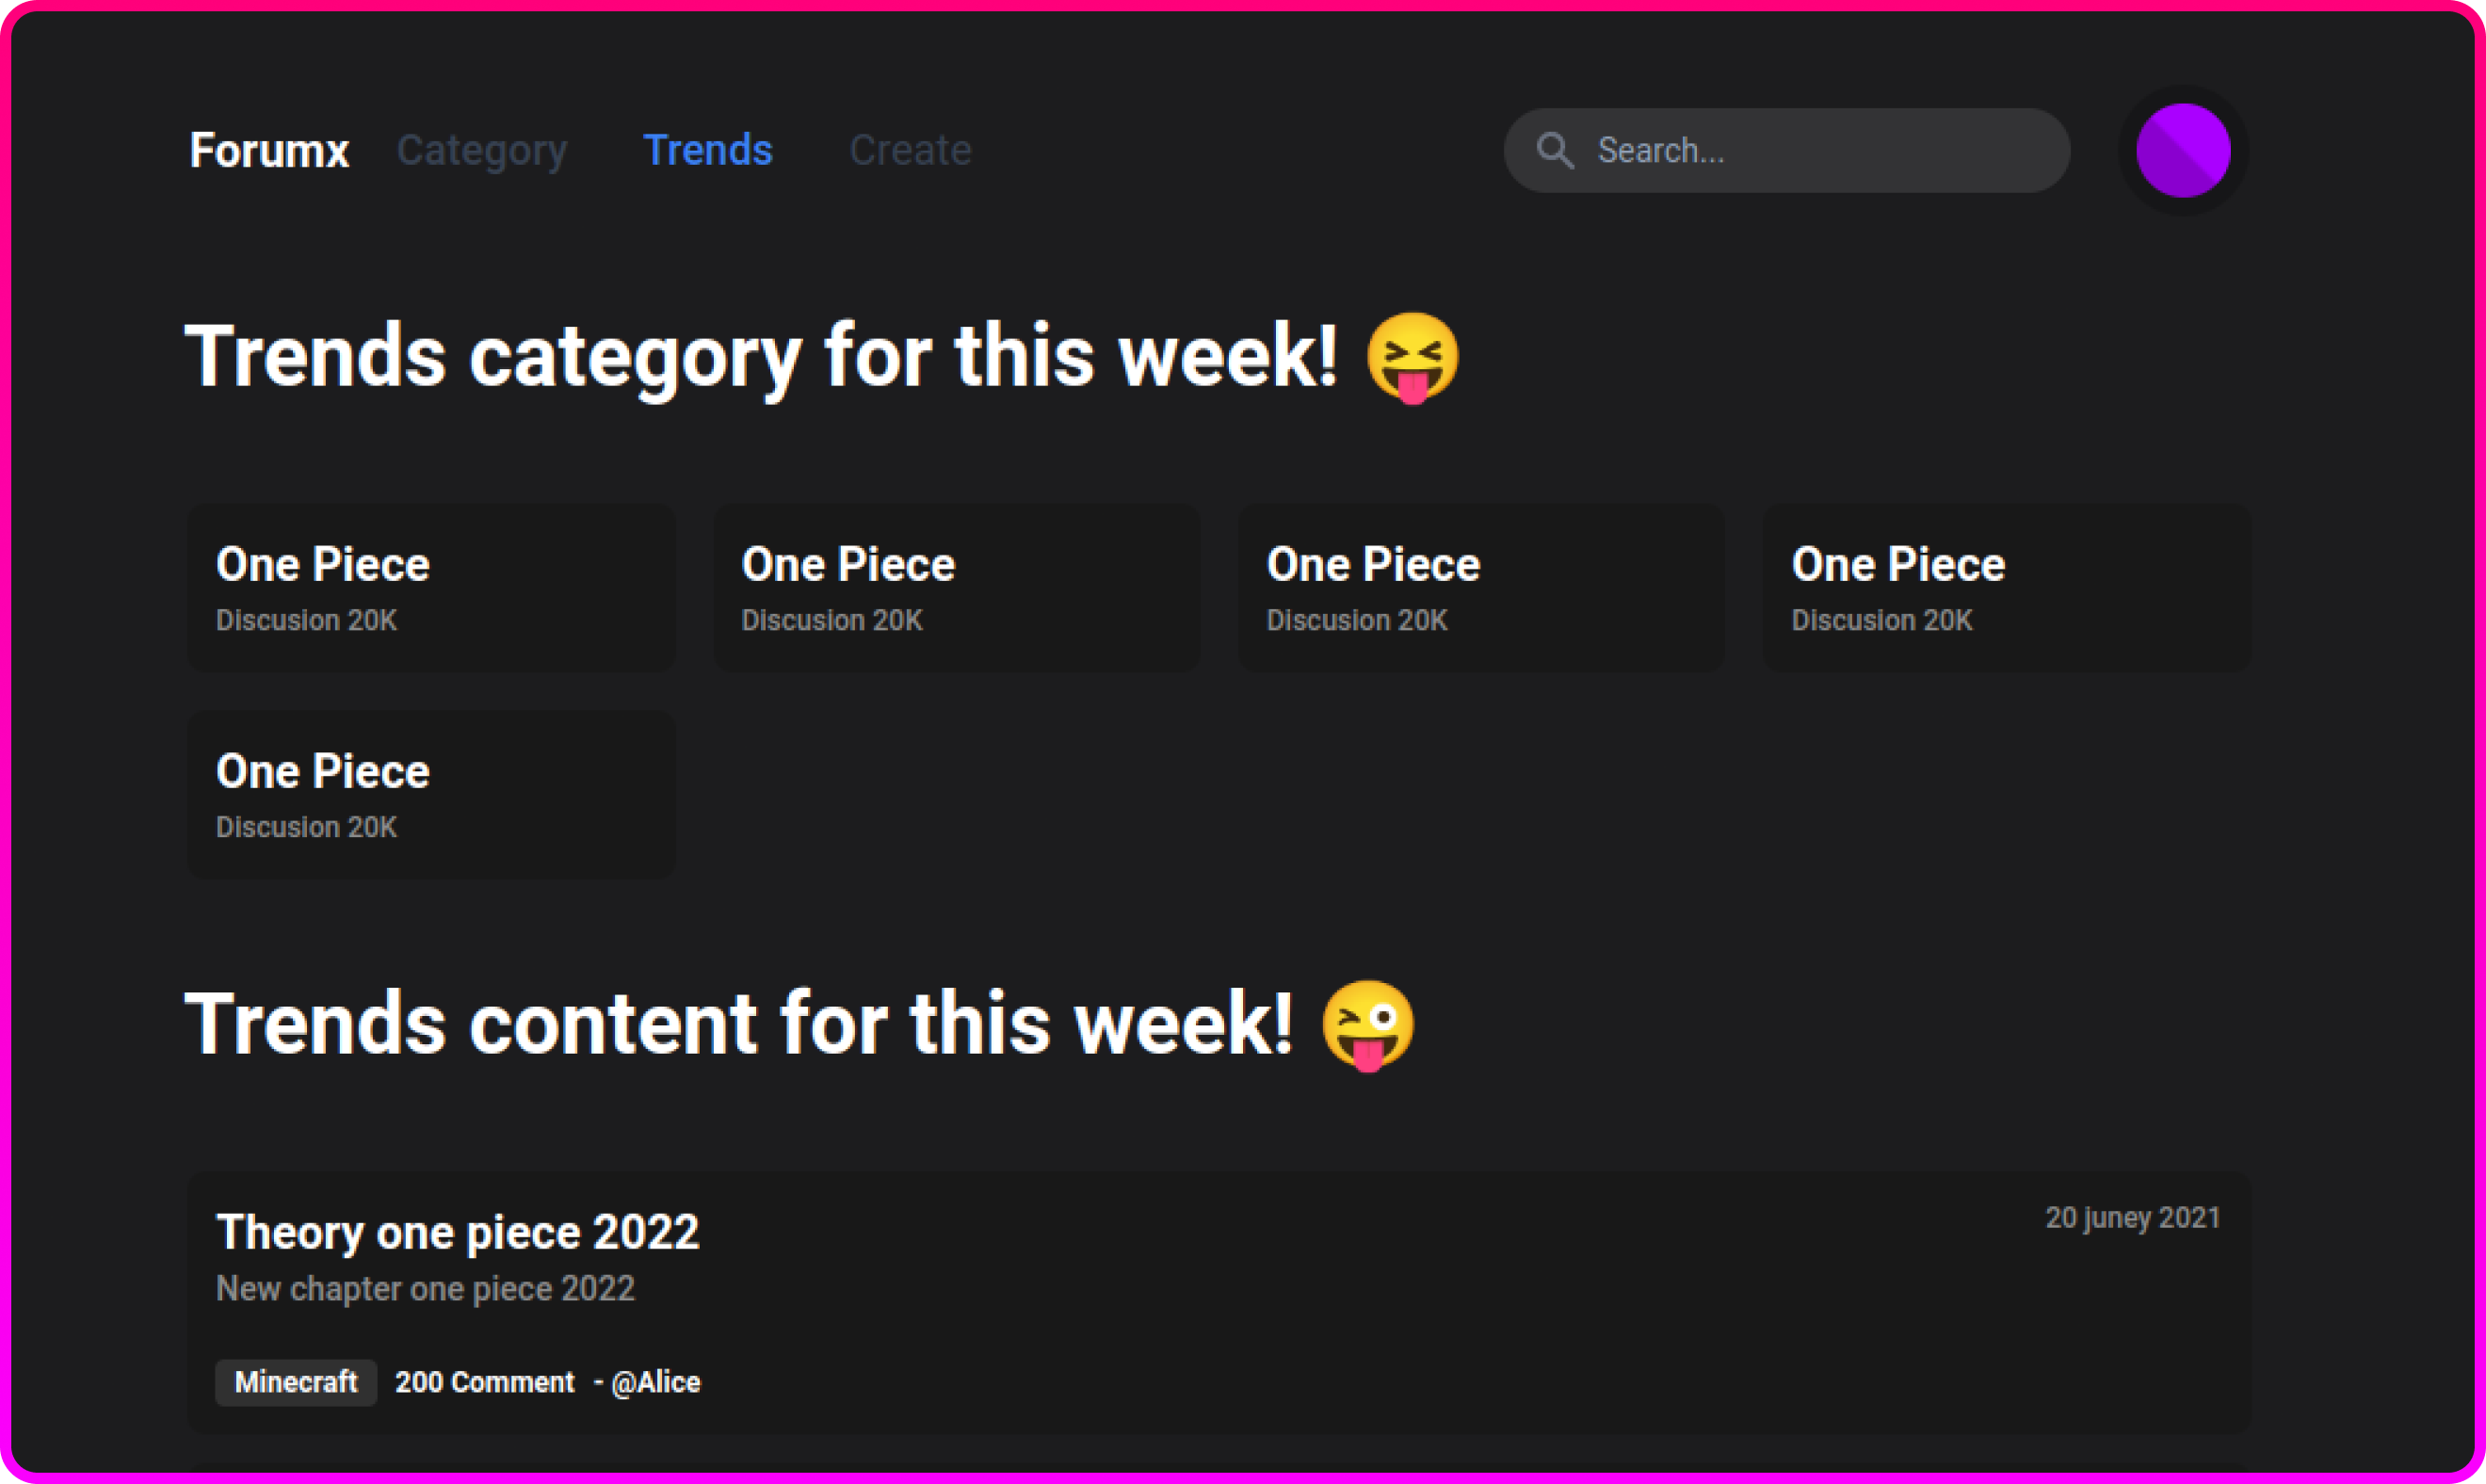 Forumx Category Trends Create Search...
Trends category for this week! 😝
One Piece One Piece One Piece One Piece
Discusion 20K Discusion 20K Discusion 20K Discusion 20K
One Piece
Discusion 20K
Trends content for this week! 😜
Theory one piece 2022 20 juney 2021
New chapter one piece 2022
Minecraft 200 Comment - @Alice